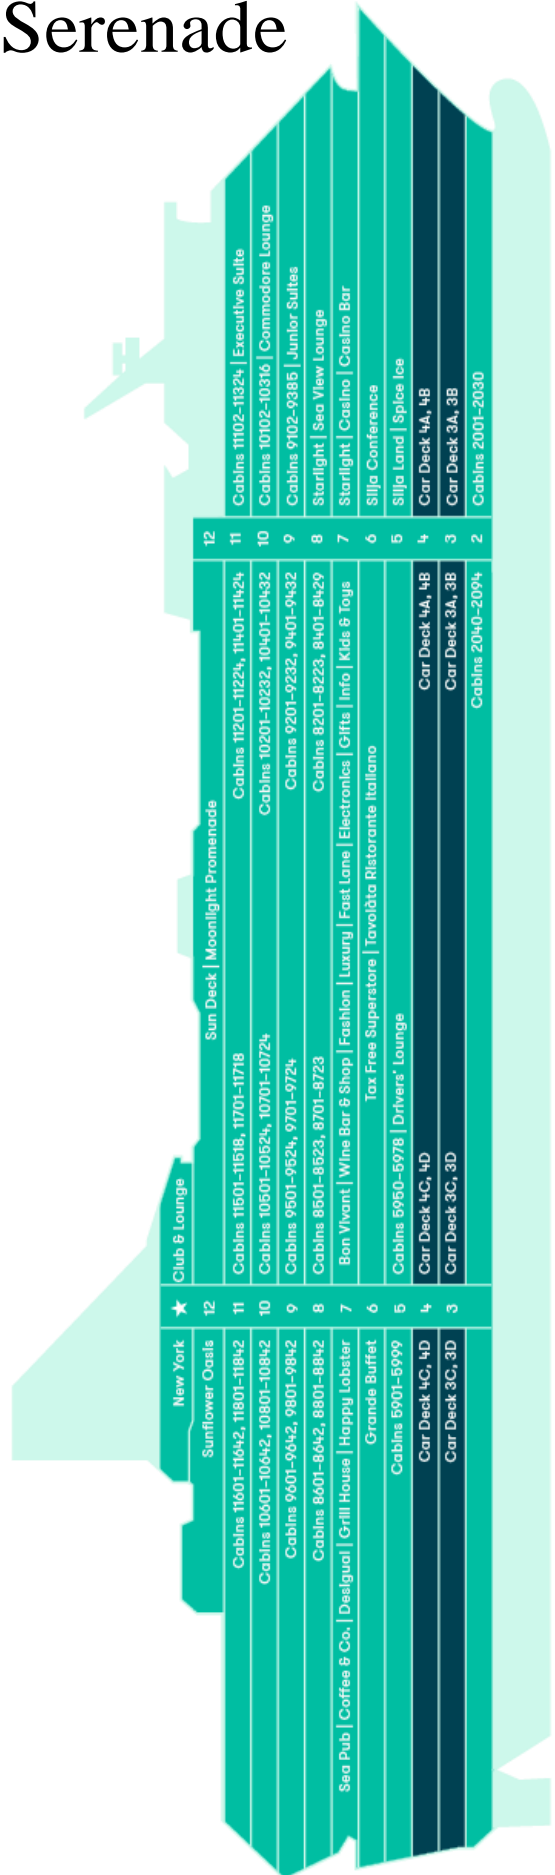 Serenade
New York ★ Club & Lounge
Sunflower Oasis 12 Sun Deck | Moonlight Promenade 12
Cabins 11601–11642, 11801–11842 11 Cabins 11501–11518, 11701–11718 Cabins 11201–11224, 11401–11424 11 Cabins 11102–11324 | Executive Suite
Cabins 10601–10642, 10801–10842 10 Cabins 10501–10524, 10701–10724 Cabins 10201–10232, 10401–10432 10 Cabins 10102–10316 | Commodore Lounge
Cabins 9601–9642, 9801–9842 9 Cabins 9501–9524, 9701–9724 Cabins 9201–9232, 9401–9432 9 Cabins 9102–9385 | Junior Suites
Cabins 8601–8642, 8801–8842 8 Cabins 8501–8523, 8701–8723 Cabins 8201–8223, 8401–8429 8 Starlight | Sea View Lounge
Sea Pub | Coffee & Co. | Desigual | Grill House | Happy Lobster 7 Bon Vivant | Wine Bar & Shop | Fashion | Luxury | Fast Lane | Electronics | Gifts | Info | Kids & Toys 7 Starlight | Casino | Casino Bar
Grande Buffet 6 Tax Free Superstore | Tavolàta Ristorante Italiano 6 Silja Conference
Cabins 5901–5999 5 Cabins 5950–5978 | Drivers' Lounge 5 Silja Land | Spice Ice
Car Deck 4C, 4D 4 Car Deck 4C, 4D Car Deck 4A, 4B 4 Car Deck 4A, 4B
Car Deck 3C, 3D 3 Car Deck 3C, 3D Car Deck 3A, 3B 3 Car Deck 3A, 3B
Cabins 2040–2094 2 Cabins 2001–2030